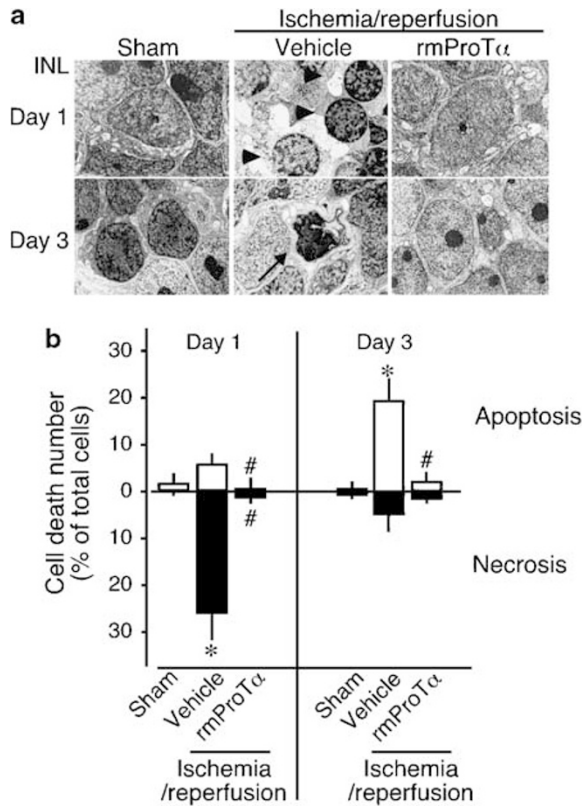 a
Ischemia/reperfusion
Sham Vehicle rmProTα
INL
Day 1
Day 3
b
Day 1 Day 3
30
20
10
0
10
20
30
Cell death number
(% of total cells)
* # # *
* #
Apoptosis
Necrosis
Sham Vehicle rmProTα Sham Vehicle rmProTα
Ischemia Ischemia
/reperfusion /reperfusion